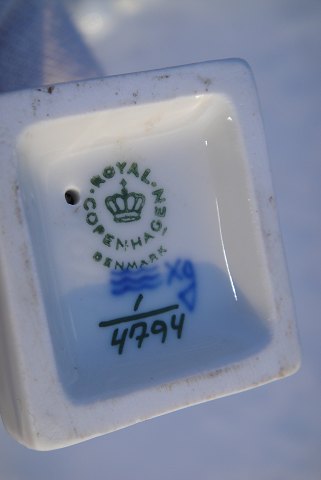 ROYAL
COPENHAGEN
DENMARK
1
4794